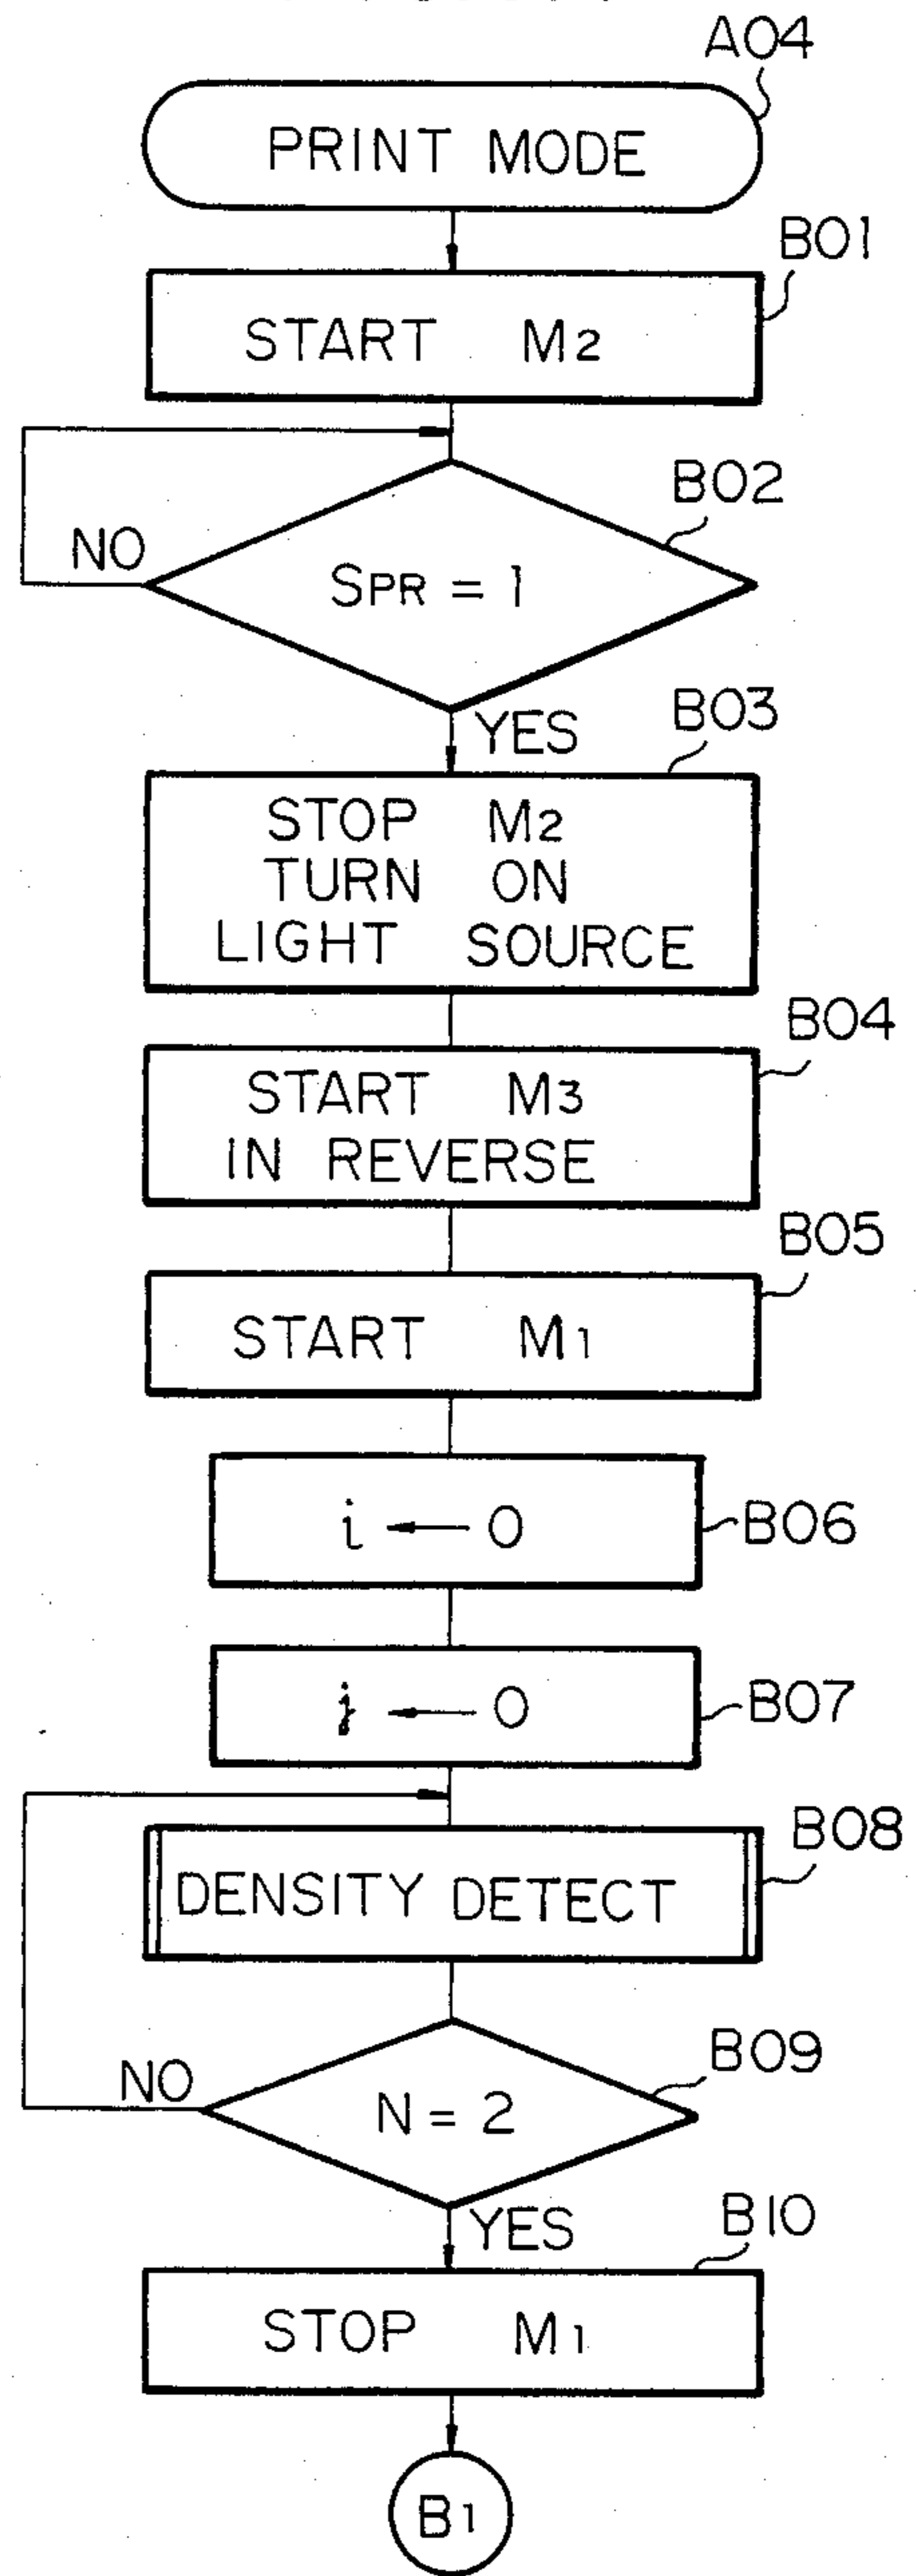 A04
PRINT MODE
B01
START M2
B02
NO
SPR = 1
YES
B03
STOP M2
TURN ON
LIGHT SOURCE
B04
START M3
IN REVERSE
B05
START M1
i ← 0
B06
j ← 0
B07
B08
DENSITY DETECT
B09
NO
N = 2
YES
B10
STOP M1
B1